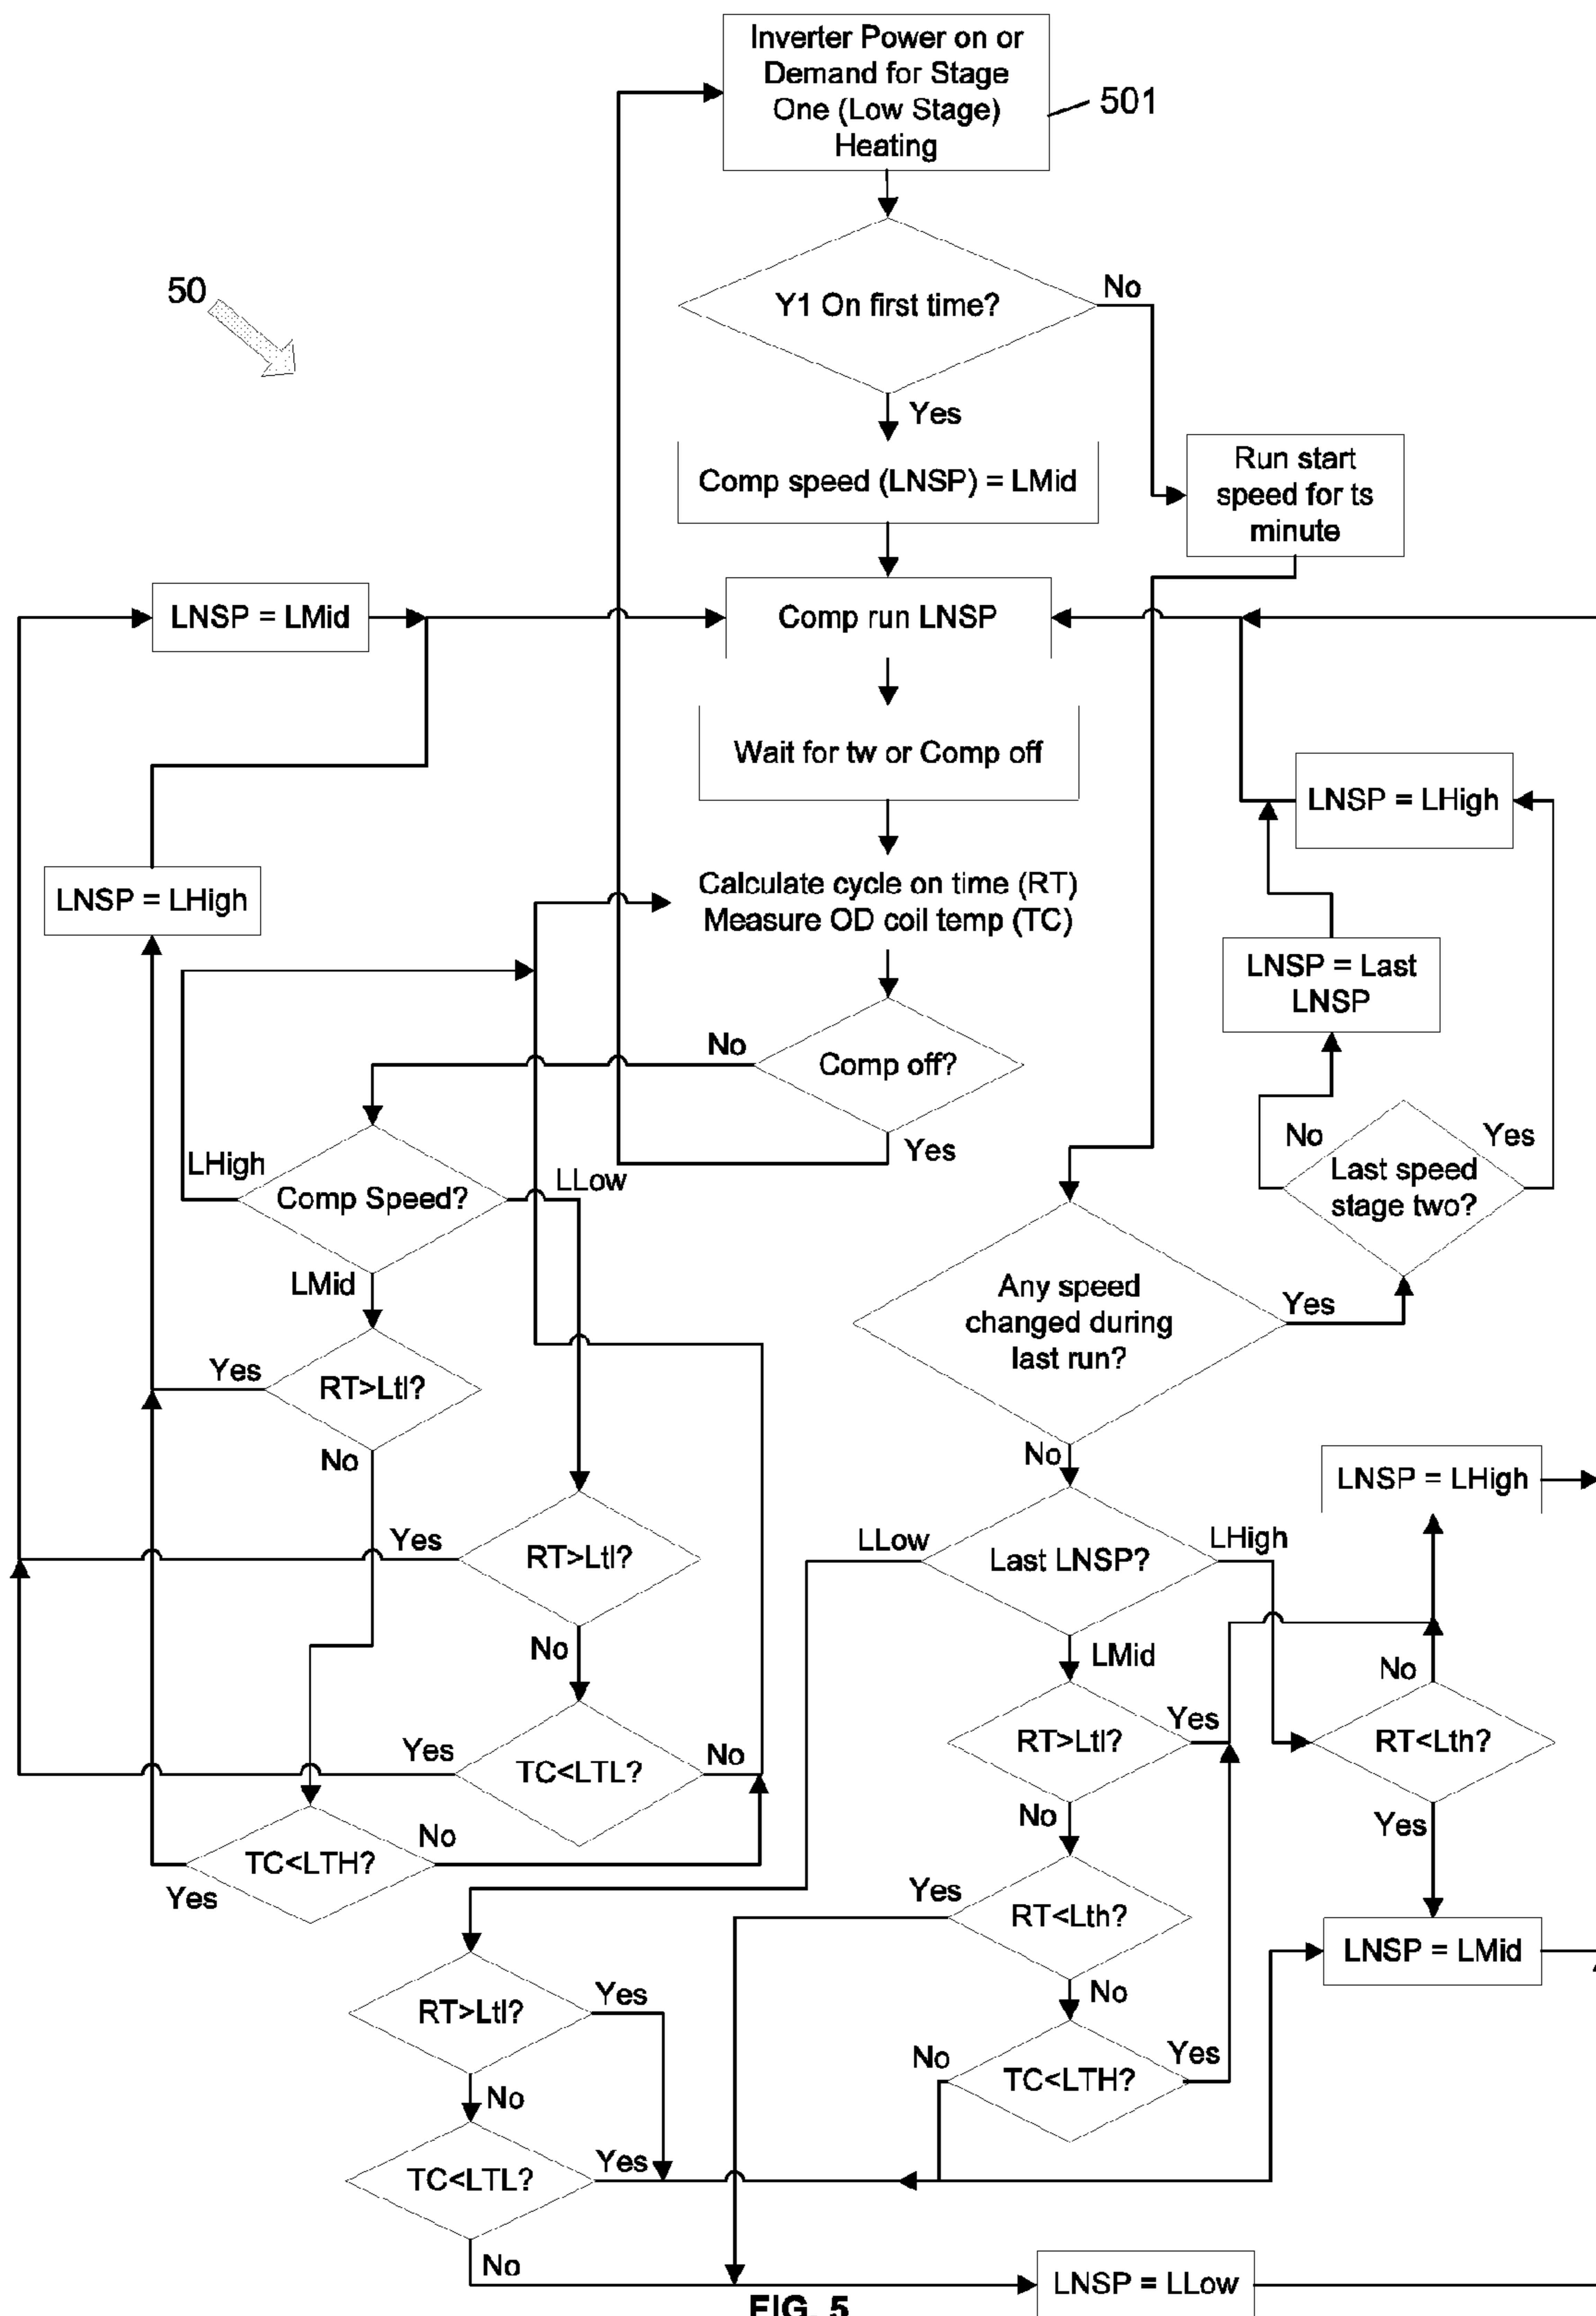 Inverter Power on or
Demand for Stage
One (Low Stage)
Heating
501
50
Y1 On first time?
No
Yes
Comp speed (LNSP) = LMid
Run start
speed for ts
minute
LNSP = LMid
Comp run LNSP
Wait for tw or Comp off
LNSP = LHigh
LNSP = LHigh
Calculate cycle on time (RT)
Measure OD coil temp (TC)
LNSP = Last
LNSP
No
Comp off?
Yes
No
Yes
Last speed
stage two?
LHigh
Comp Speed?
LLow
LMid
Any speed
changed during
last run?
Yes
No
Yes
RT>Ltl?
No
LNSP = LHigh
Yes
RT>Ltl?
No
LLow
Last LNSP?
LHigh
LMid
No
Yes
TC<LTL?
No
RT>Ltl?
Yes
No
RT<Lth?
Yes
TC<LTH?
No
Yes
Yes
RT<Lth?
No
LNSP = LMid
RT>Ltl?
Yes
No
No
TC<LTH?
Yes
TC<LTL?
Yes
No
LNSP = LLow
FIG. 5